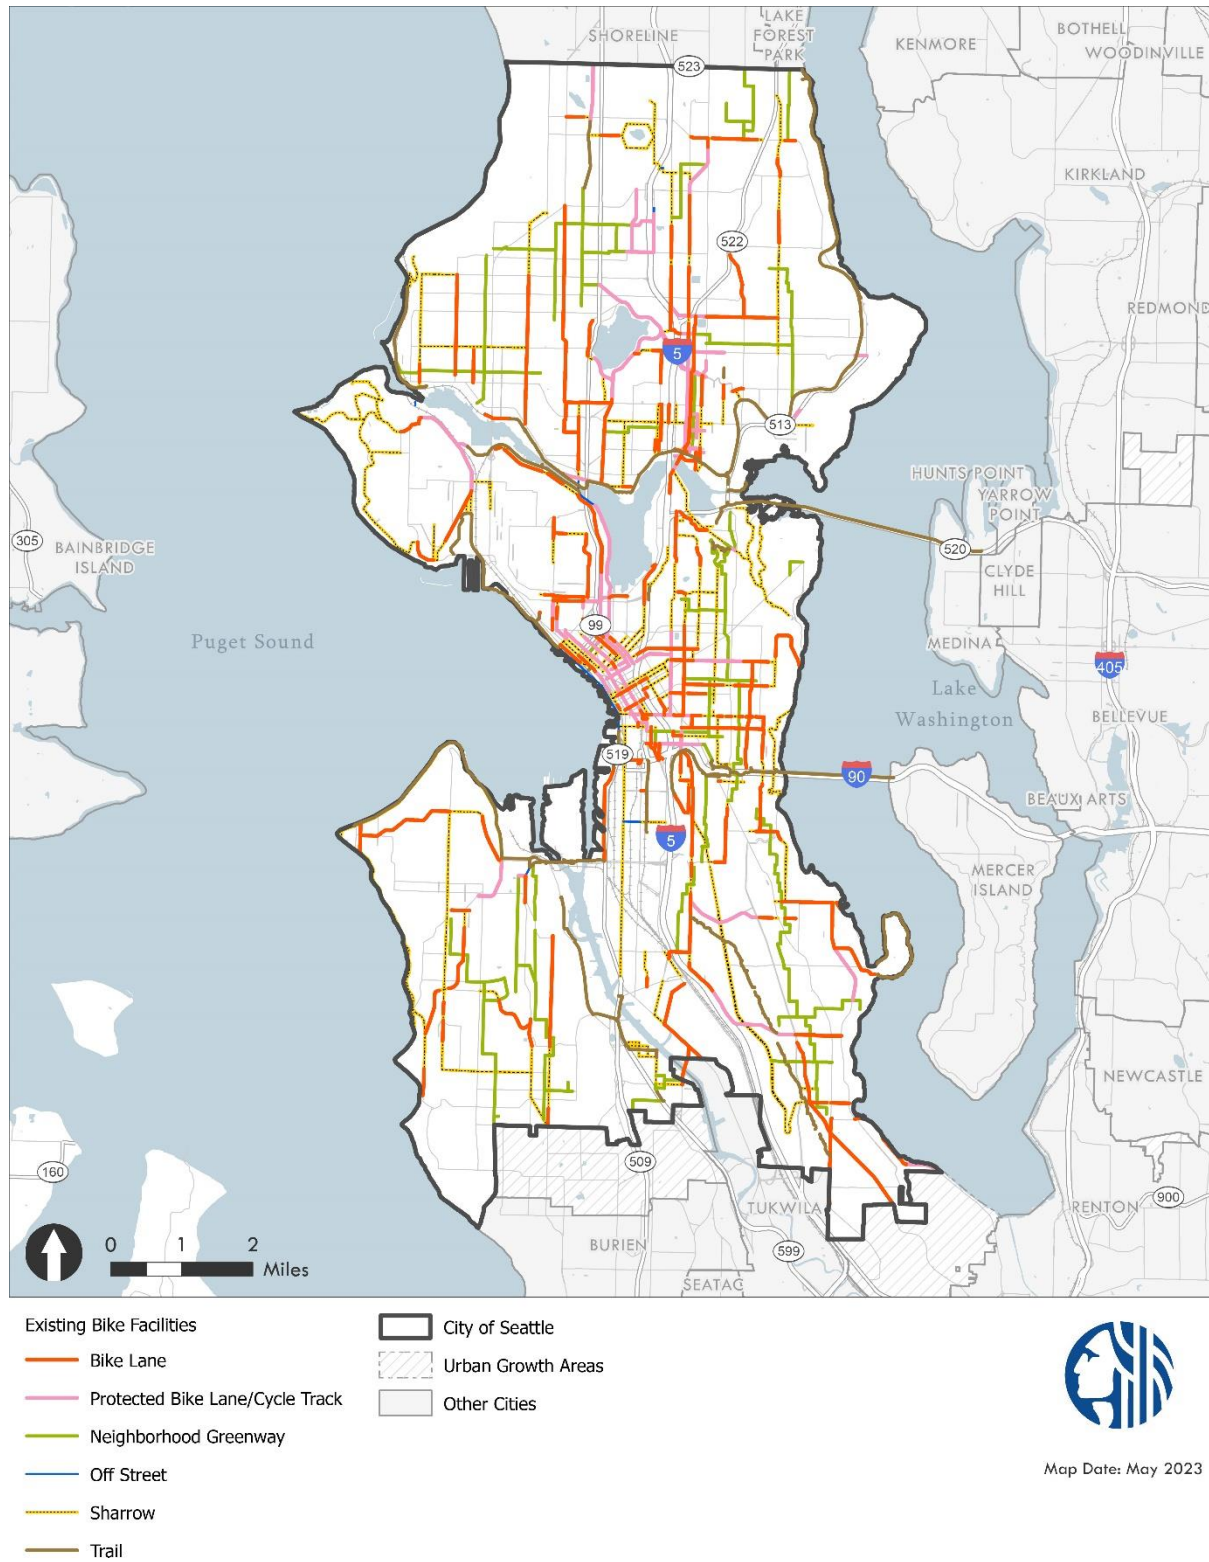 SHORELINE
LAKE
FOREST
PARK
KENMORE
BOTHELL
WOODINVILLE
523
KIRKLAND
522
REDMOND
5
513
HUNTS POINT
YARROW
POINT
305
BAINBRIDGE
ISLAND
520
CLYDE
HILL
99
Puget Sound
MEDINA
405
Lake
Washington
BELLEVUE
519
90
BEAUX ARTS
5
MERCER
ISLAND
NEWCASTLE
160
509
TUKWILA
RENTON
900
BURIEN
599
SEATAC
0 1 2
Miles
Existing Bike Facilities
Bike Lane
Protected Bike Lane/Cycle Track
Neighborhood Greenway
Off Street
Sharrow
Trail
City of Seattle
Urban Growth Areas
Other Cities
Map Date: May 2023